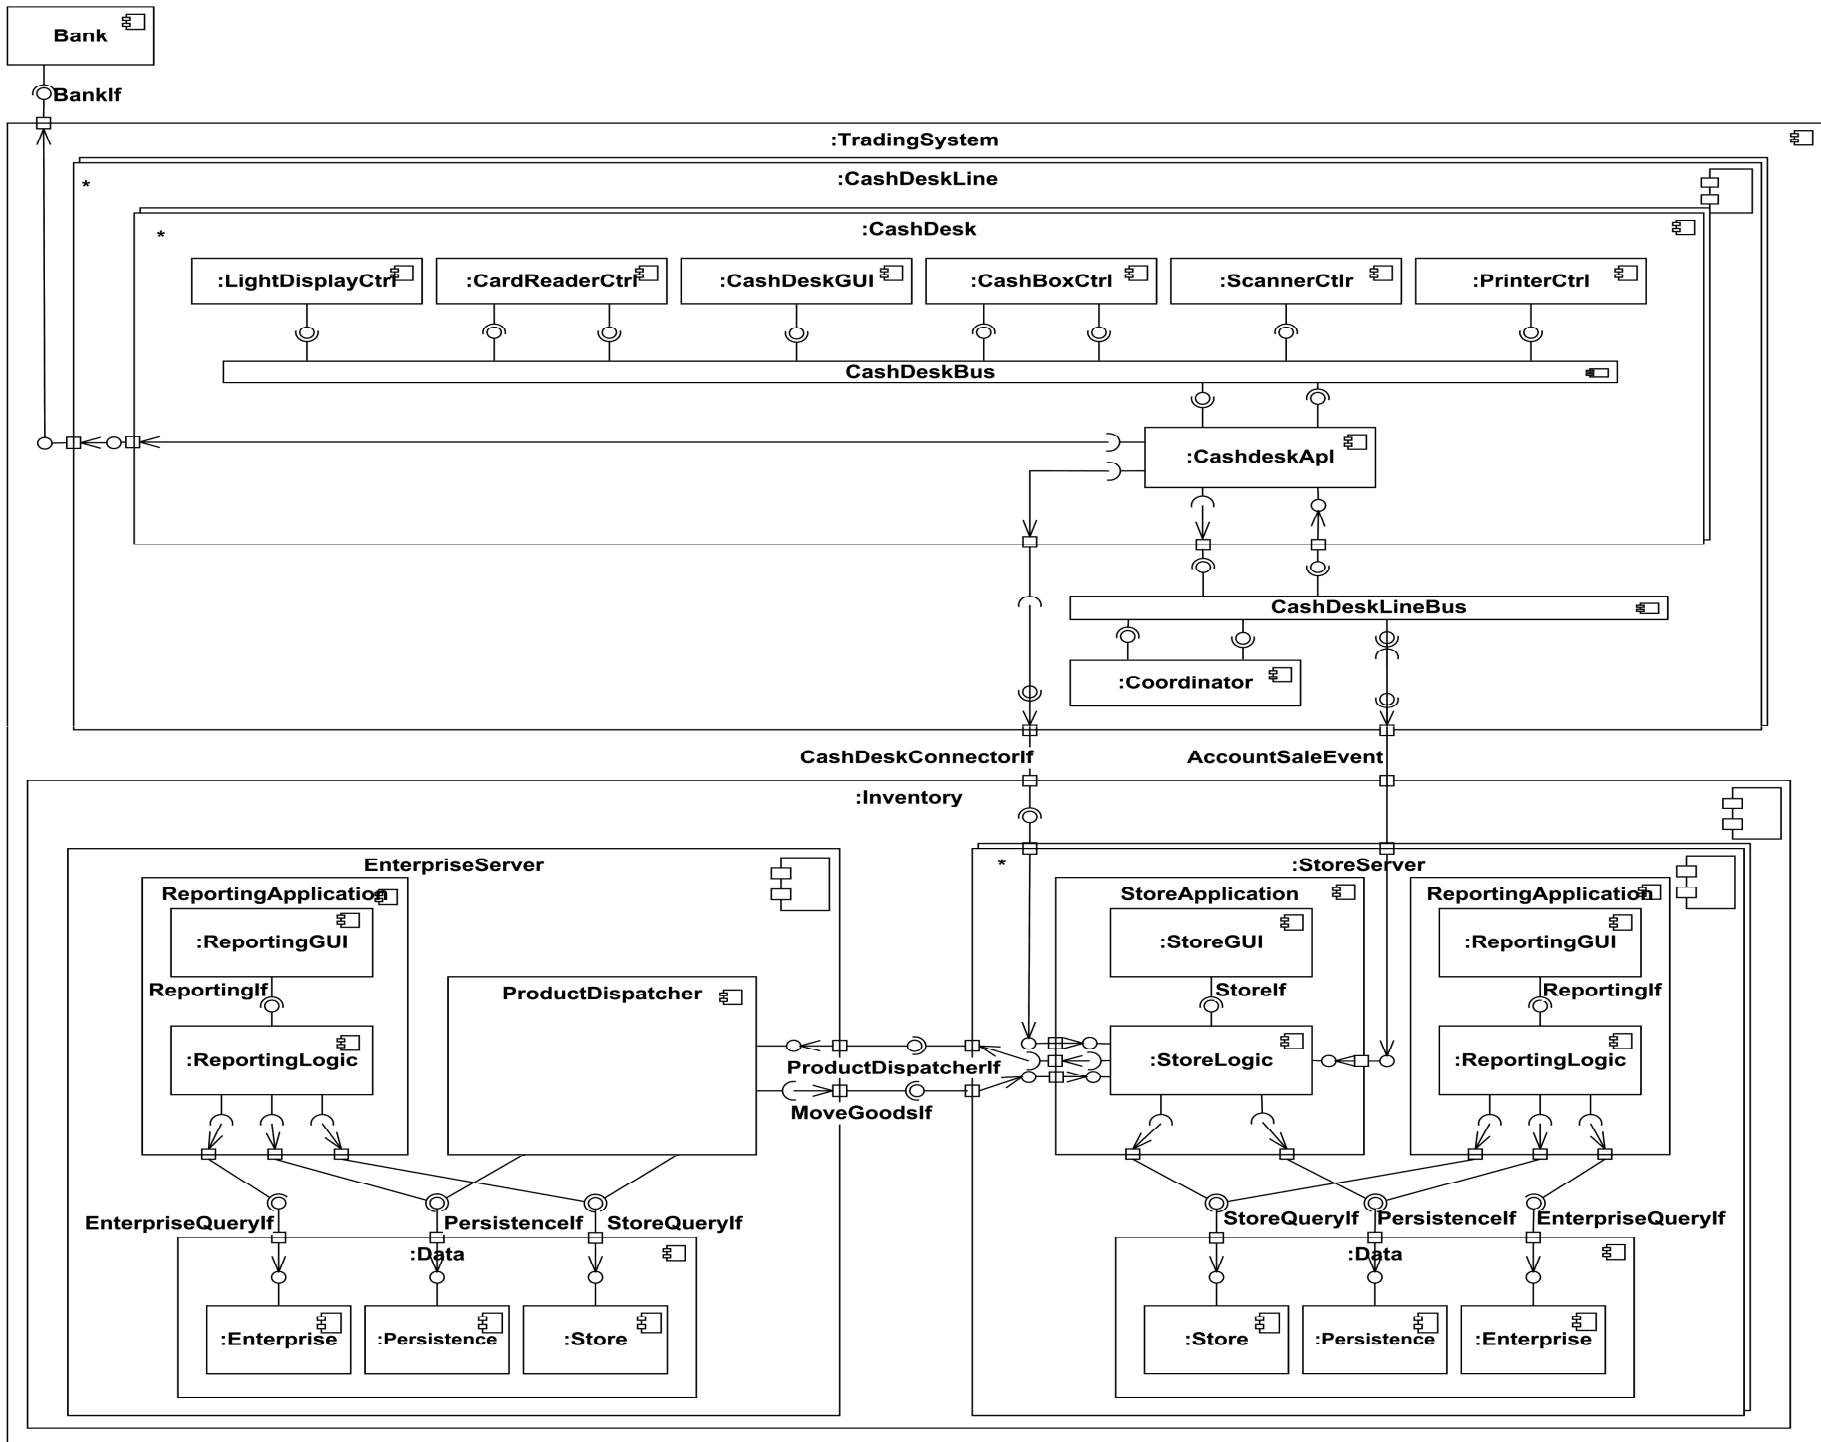 Bank
BankIf
:TradingSystem
* :CashDeskLine
* :CashDesk
:LightDisplayCtrl :CardReaderCtrl :CashDeskGUI :CashBoxCtrl :ScannerCtlr :PrinterCtrl
CashDeskBus
:CashdeskApl
CashDeskLineBus
:Coordinator
CashDeskConnectorIf AccountSaleEvent
:Inventory
EnterpriseServer * :StoreServer
ReportingApplication StoreApplication ReportingApplication
:ReportingGUI :StoreGUI :ReportingGUI
ReportingIf ProductDispatcher StoreIf ReportingIf
:ReportingLogic :StoreLogic :ReportingLogic
ProductDispatcherIf
MoveGoodsIf
EnterpriseQueryIf PersistenceIf StoreQueryIf StoreQueryIf PersistenceIf EnterpriseQueryIf
:Data :Data
:Enterprise :Persistence :Store :Store :Persistence :Enterprise